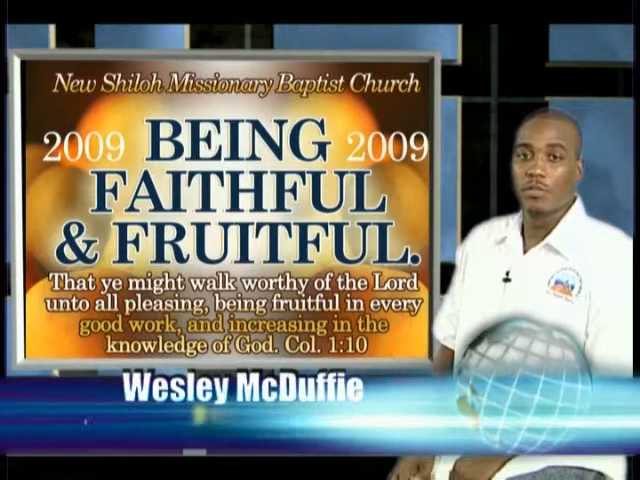 New Shiloh Missionary Baptist Church
2009 BEING 2009
FAITHFUL
& FRUITFUL.
That ye might walk worthy of the Lord
unto all pleasing, being fruitful in every
good work, and increasing in the
knowledge of God. Col. 1:10
Wesley McDuffie